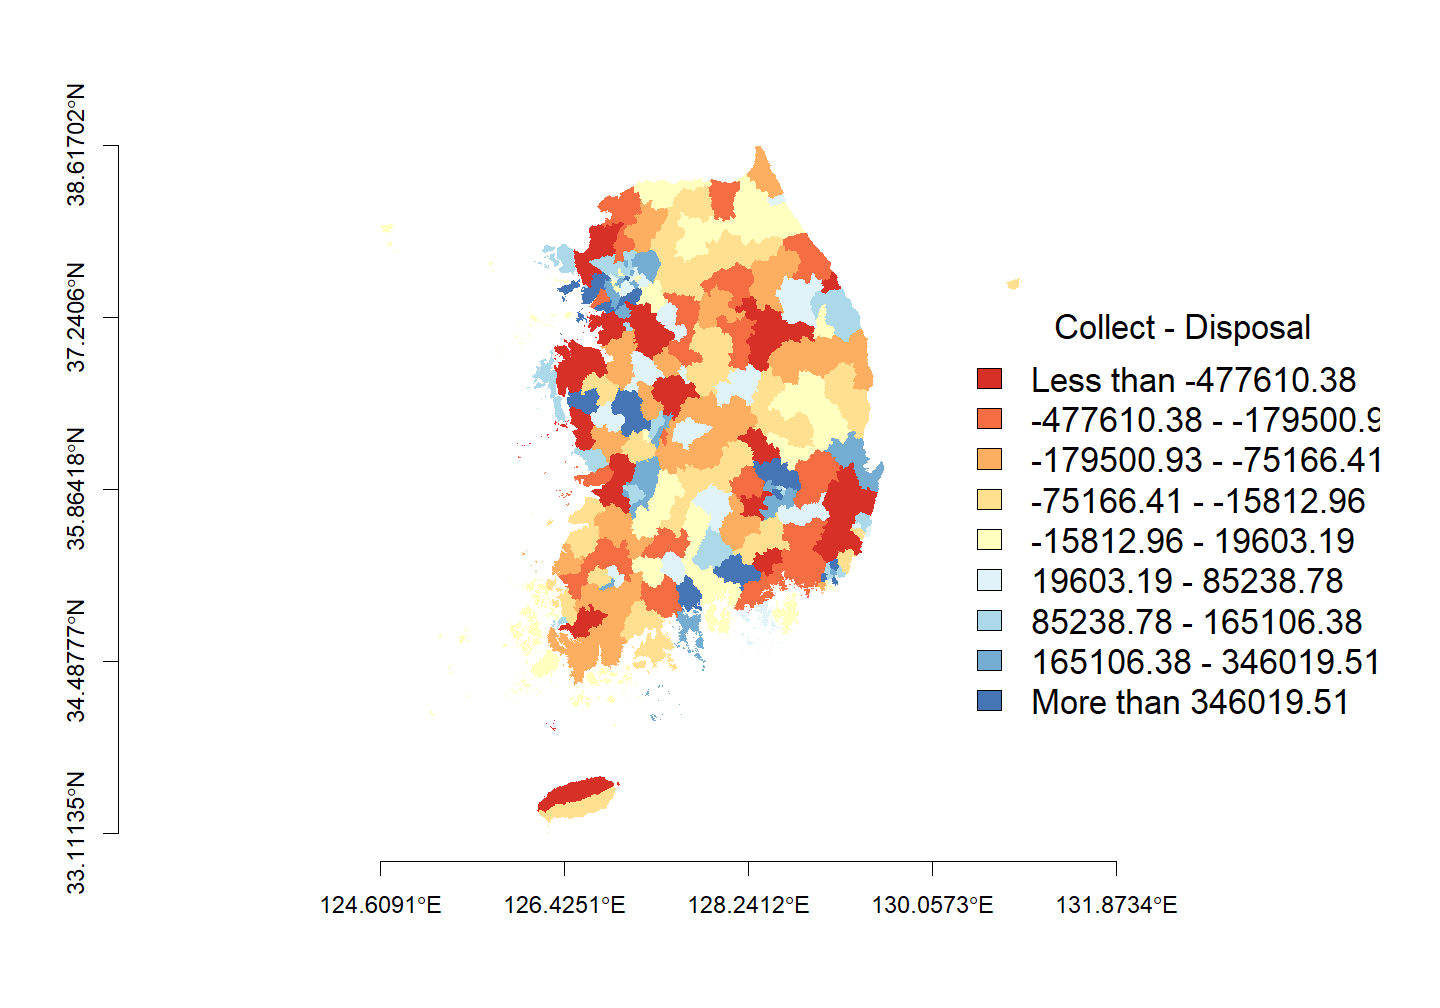 38.61702°N
37.2406°N
35.86418°N
34.48777°N
33.11135°N
124.6091°E
126.4251°E
128.2412°E
130.0573°E
131.8734°E
Collect - Disposal
Less than -477610.38
-477610.38 - -179500.9
-179500.93 - -75166.41
-75166.41 - -15812.96
-15812.96 - 19603.19
19603.19 - 85238.78
85238.78 - 165106.38
165106.38 - 346019.51
More than 346019.51